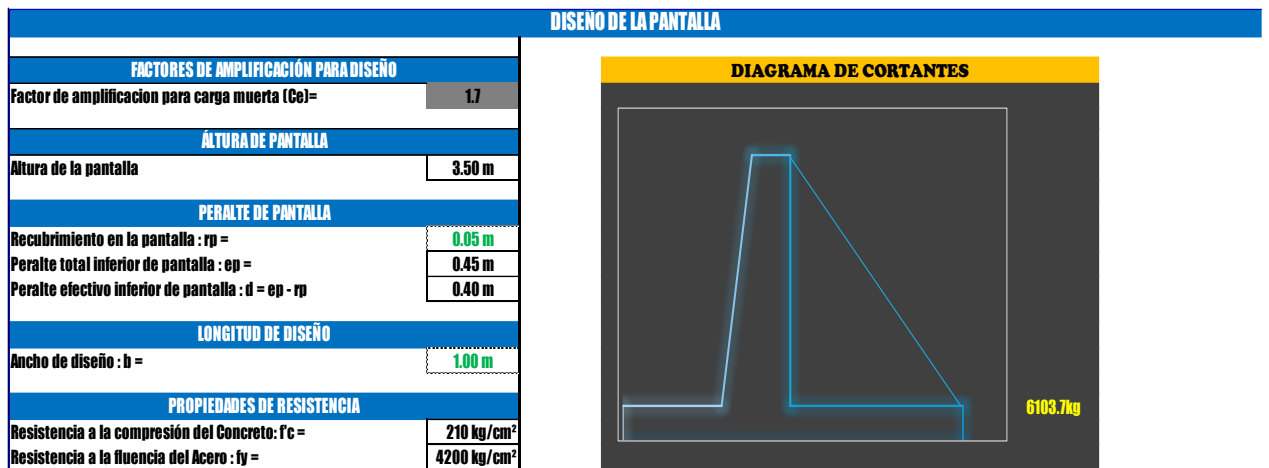 DISEÑO DE LA PANTALLA
FACTORES DE AMPLIFICACIÓN PARA DISEÑO
Factor de amplificacion para carga muerta (Ce)= 1.7
ÁLTURA DE PANTALLA
Altura de la pantalla 3.50 m
PERALTE DE PANTALLA
Recubrimiento en la pantalla : rp = 0.05 m
Peralte total inferior de pantalla : ep = 0.45 m
Peralte efectivo inferior de pantalla : d = ep - rp 0.40 m
LONGITUD DE DISEÑO
Ancho de diseño : b = 1.00 m
PROPIEDADES DE RESISTENCIA
Resistencia a la compresión del Concreto: f'c = 210 kg/cm²
Resistencia a la fluencia del Acero : fy = 4200 kg/cm²
DIAGRAMA DE CORTANTES
6103.7kg